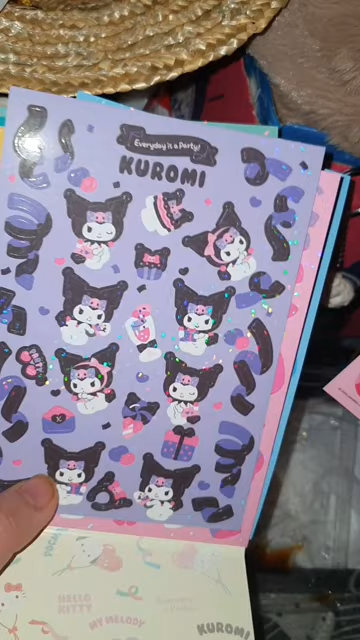 Everyday is a Party!
KUROMI
HELLO
KITTY
MY MELODY
KUROMI